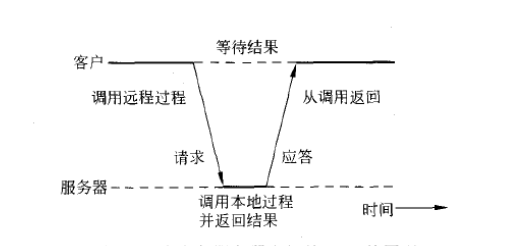 等待结果
客户
调用远程过程
从调用返回
请求
应答
服务器
调用本地过程
并返回结果
时间